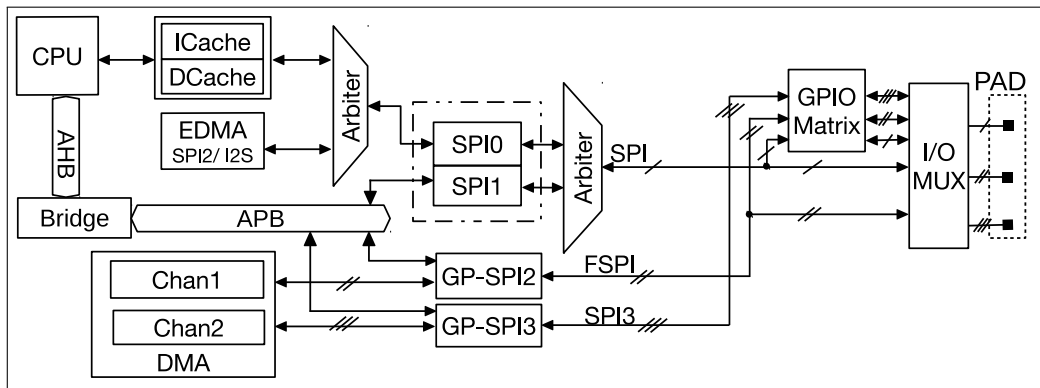 CPU
ICache
DCache
Arbiter
EDMA
SPI2/ I2S
AHB
Bridge
APB
SPI0
SPI1
Arbiter
SPI
GPIO
Matrix
I/O
MUX
PAD
Chan1
Chan2
DMA
GP-SPI2
GP-SPI3
FSPI
SPI3